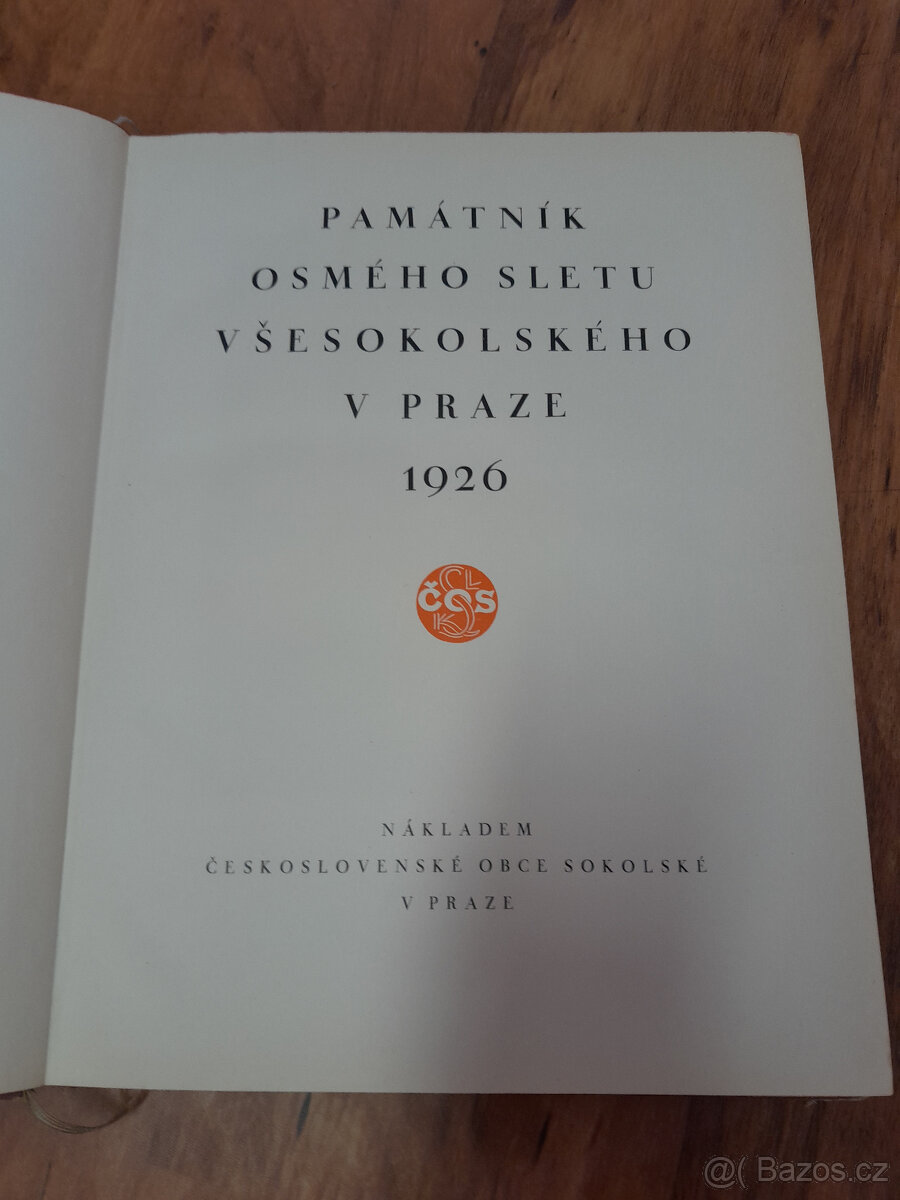 PAMÁTNÍK
OSMÉHO SLETU
VŠESOKOLSKÉHO
V PRAZE
1926
ČOS
NÁKLADEM
ČESKOSLOVENSKÉ OBCE SOKOLSKÉ
V PRAZE
@( Bazos.cz